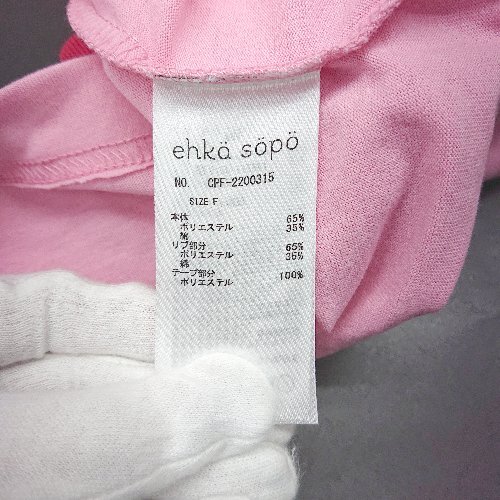 ehkä söpö
NO. CPF-2200315
SIZE F
本体
ポリエステル 65%
綿 35%
リブ部分
ポリエステル 65%
綿 35%
テープ部分
ポリエステル 100%